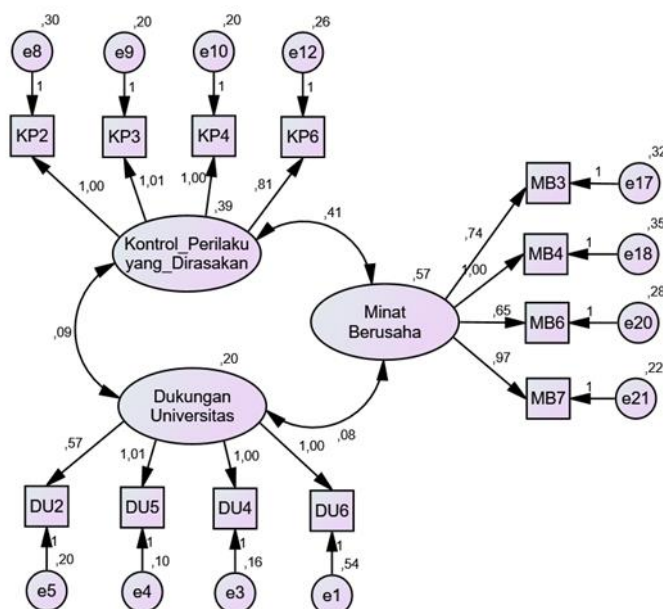 ,30 ,20 ,20 ,26
e8 e9 e10 e12
1 1 1 1
KP2 KP3 KP4 KP6
1,00 1,01 1,00 ,81
,39
Kontrol_Perilaku
yang_Dirasakan
,41
,32
MB3 1 e17
,74
,35
MB4 1 e18
1,00
,57
Minat
Berusaha
,28
,65 MB6 1 e20
,97
,22
MB7 1 e21
,09
,20
Dukungan
Universitas
,08
,57 1,01 1,00 1,00
DU2 DU5 DU4 DU6
1 1 1 1
,20 ,10 ,16 ,54
e5 e4 e3 e1